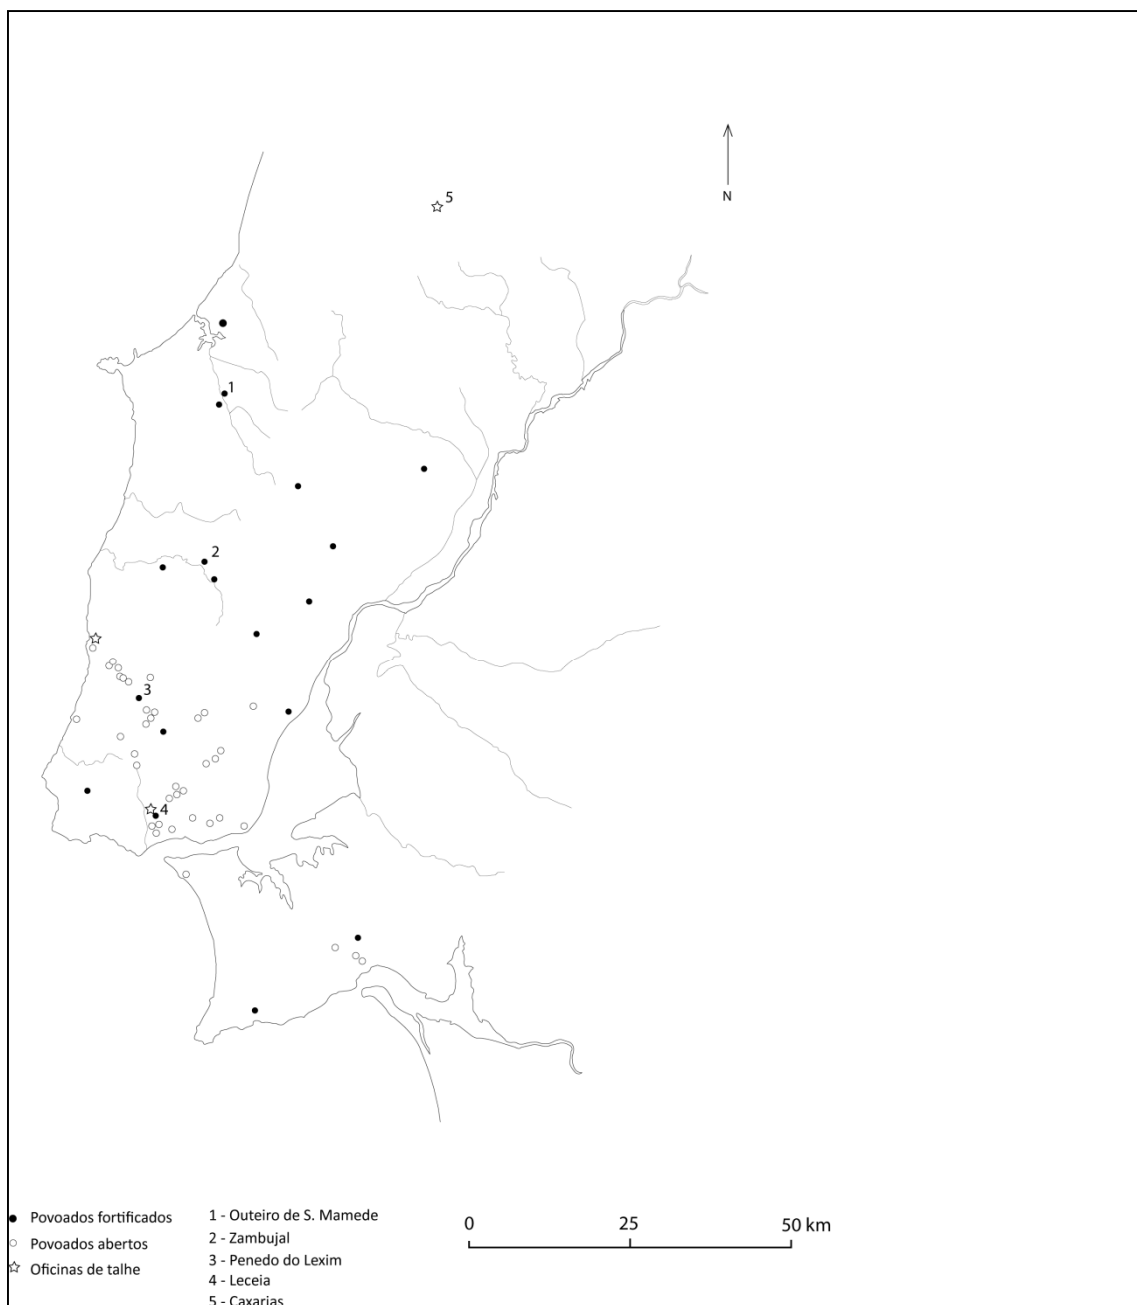 N
5
1
2
3
4
Povoados fortificados
Povoados abertos
Oficinas de talhe
1 - Outeiro de S. Mamede
2 - Zambujal
3 - Penedo do Lexim
4 - Leceia
5 - Caxarias
0 25 50 km